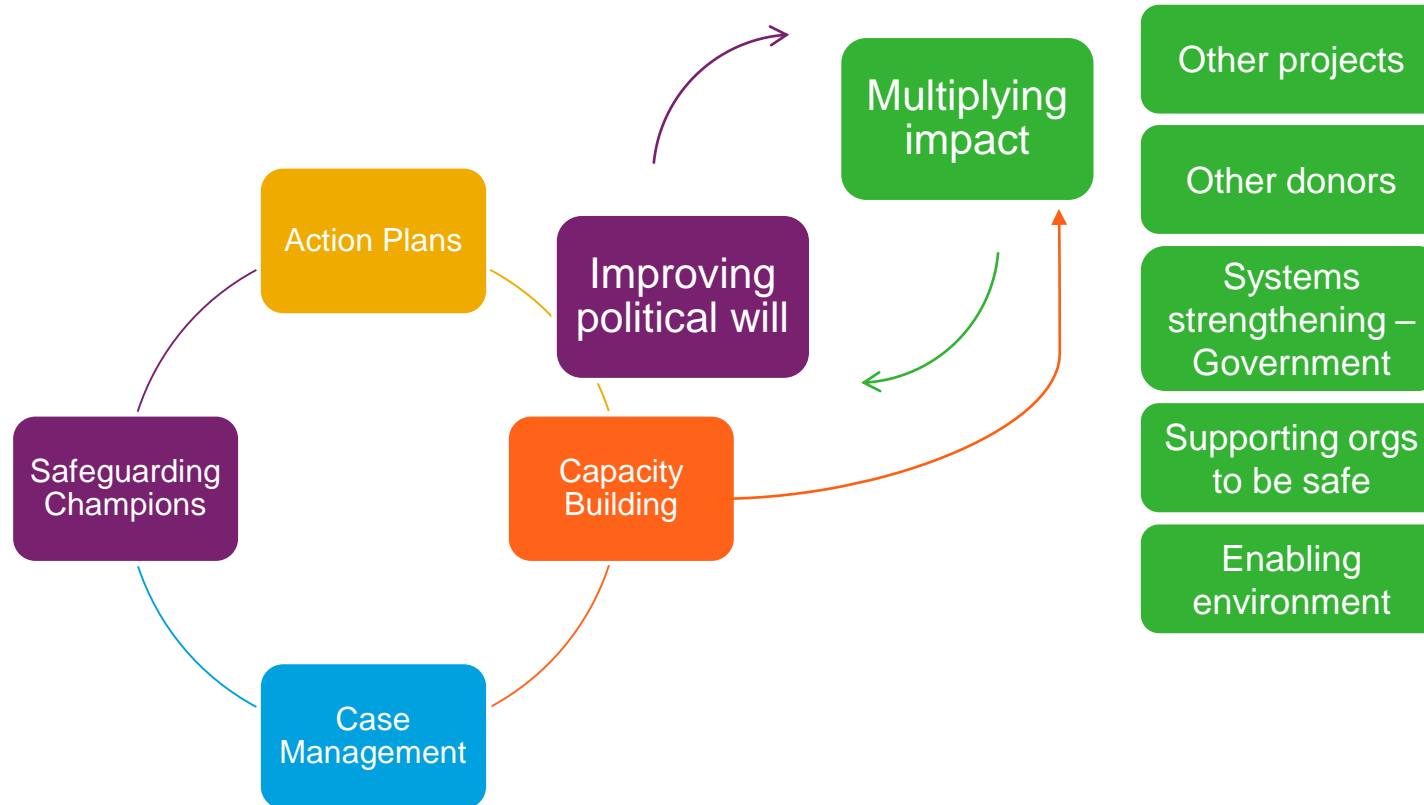 Other projects
Multiplying
impact
Other donors
Action Plans
Improving
political will
Systems
strengthening –
Government
Safeguarding
Champions
Capacity
Building
Supporting orgs
to be safe
Enabling
environment
Case
Management